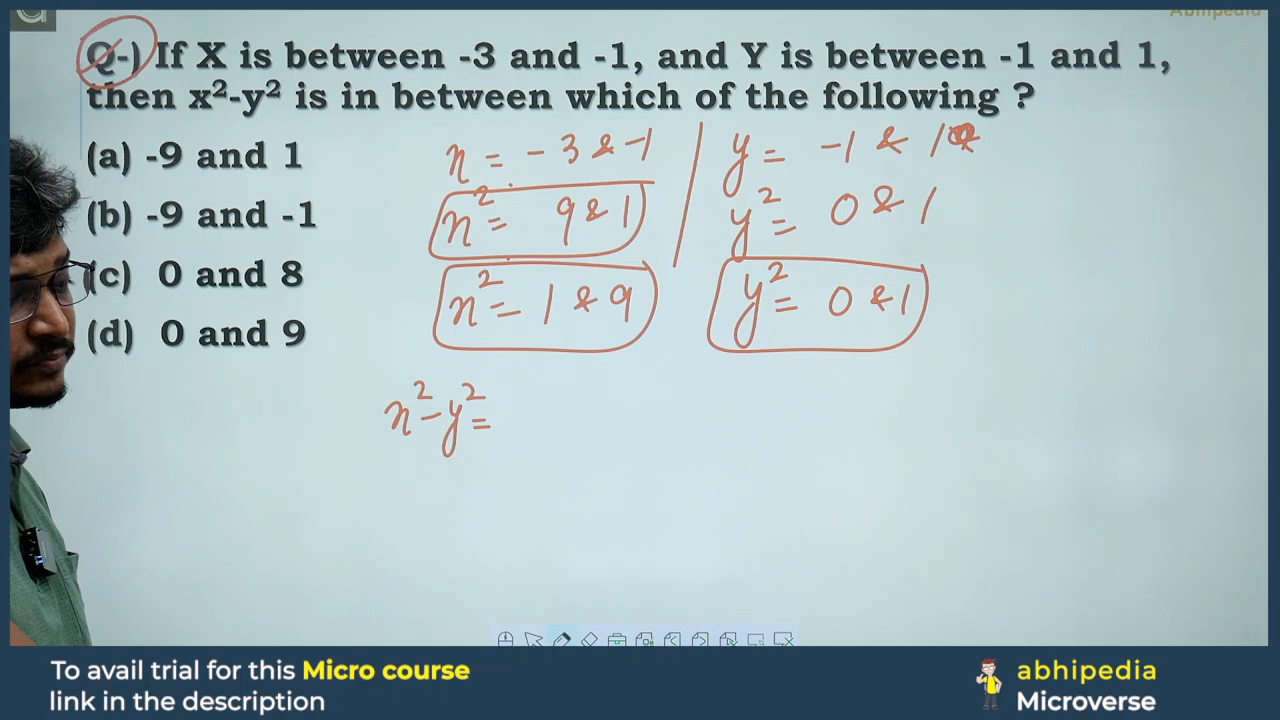 Abhipedia
Q-) If X is between -3 and -1, and Y is between -1 and 1,
then x²-y² is in between which of the following ?
(a) -9 and 1
(b) -9 and -1
(c) 0 and 8
(d) 0 and 9
x = -3 & -1
x² = 9 & 1
x² = 1 & 9
y = -1 & 1
y² = 0 & 1
y² = 0 & 1
x² - y² =
To avail trial for this Micro course
link in the description
abhipedia
Microverse